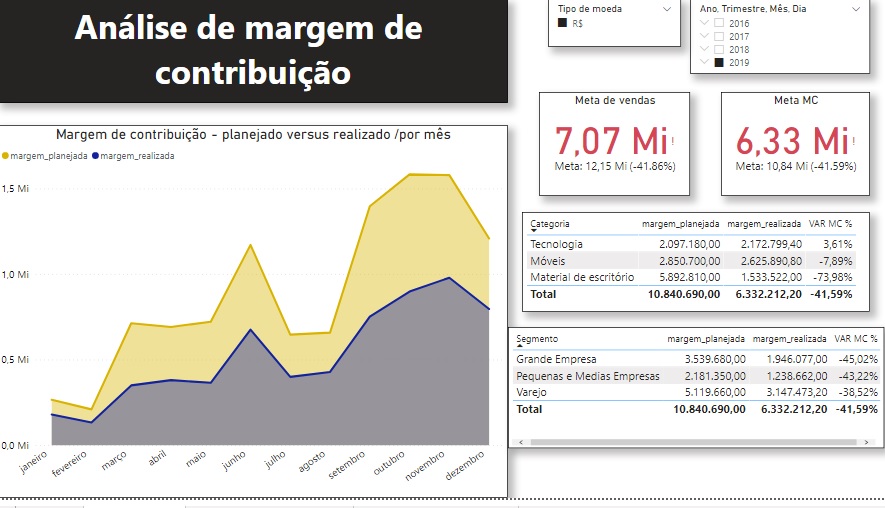 Análise de margem de
contribuição
Tipo de moeda
R$
Ano, Trimestre, Mês, Dia
2016
2017
2018
2019
Meta de vendas
7,07 Mi!
Meta: 12,15 Mi (-41.86%)
Meta MC
6,33 Mi!
Meta: 10,84 Mi (-41.59%)
Margem de contribuição - planejado versus realizado /por mês
margem_planejada margem_realizada
1,5 Mi
1,0 Mi
0,5 Mi
0,0 Mi
janeiro fevereiro março abril maio junho julho agosto setembro outubro novembro dezembro
Categoria margem_planejada margem_realizada VAR MC %
Tecnologia 2.097.180,00 2.172.799,40 3,61%
Móveis 2.850.700,00 2.625.890,80 -7,89%
Material de escritório 5.892.810,00 1.533.522,00 -73,98%
Total 10.840.690,00 6.332.212,20 -41,59%
Segmento margem_planejada margem_realizada VAR MC %
Grande Empresa 3.539.680,00 1.946.077,00 -45,02%
Pequenas e Medias Empresas 2.181.350,00 1.238.662,00 -43,22%
Varejo 5.119.660,00 3.147.473,20 -38,52%
Total 10.840.690,00 6.332.212,20 -41,59%